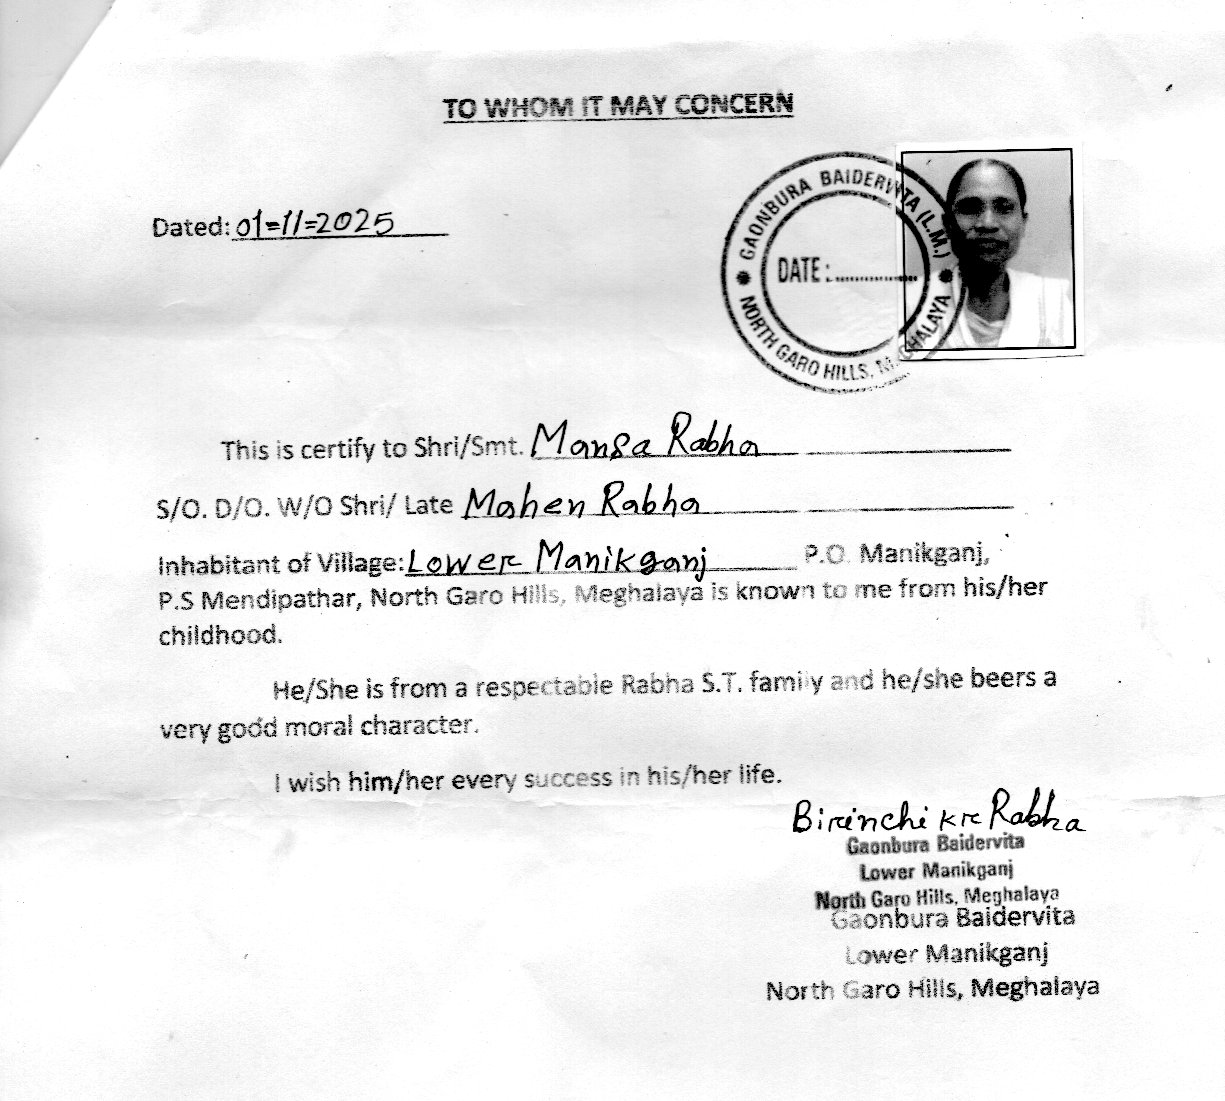 TO WHOM IT MAY CONCERN
GAONBURA BAIDERVITA (L.M.)
DATE :..................
NORTH GARO HILLS, MEGHALAYA
Dated: 01=11=2025
This is certify to Shri/Smt. Mansa Rabha
S/O. D/O. W/O Shri/ Late Mahen Rabha
Inhabitant of Village: Lower Manikganj P.O. Manikganj,
P.S Mendipathar, North Garo Hills, Meghalaya is known to me from his/her
childhood.
He/She is from a respectable Rabha S.T. family and he/she beers a
very godd moral character.
I wish him/her every success in his/her life.
Birinchi kr Rabha
Gaonbura Baidervita
Lower Manikganj
North Garo Hills, Meghalaya
Gaonbura Baidervita
Lower Manikganj
North Garo Hills, Meghalaya